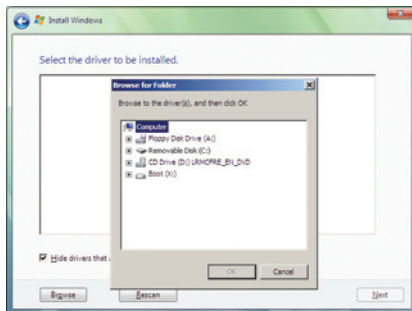 Install Windows
Select the driver to be installed.
Browse for Folder
Browse to the driver(s), and then click OK
Computer
Floppy Disk Drive (A:)
Removable Disk (C:)
CD Drive (D:) LRMCFRE_EN_DVD
Boot (X:)
Hide drivers that
OK
Cancel
Browse
Rescan
Next